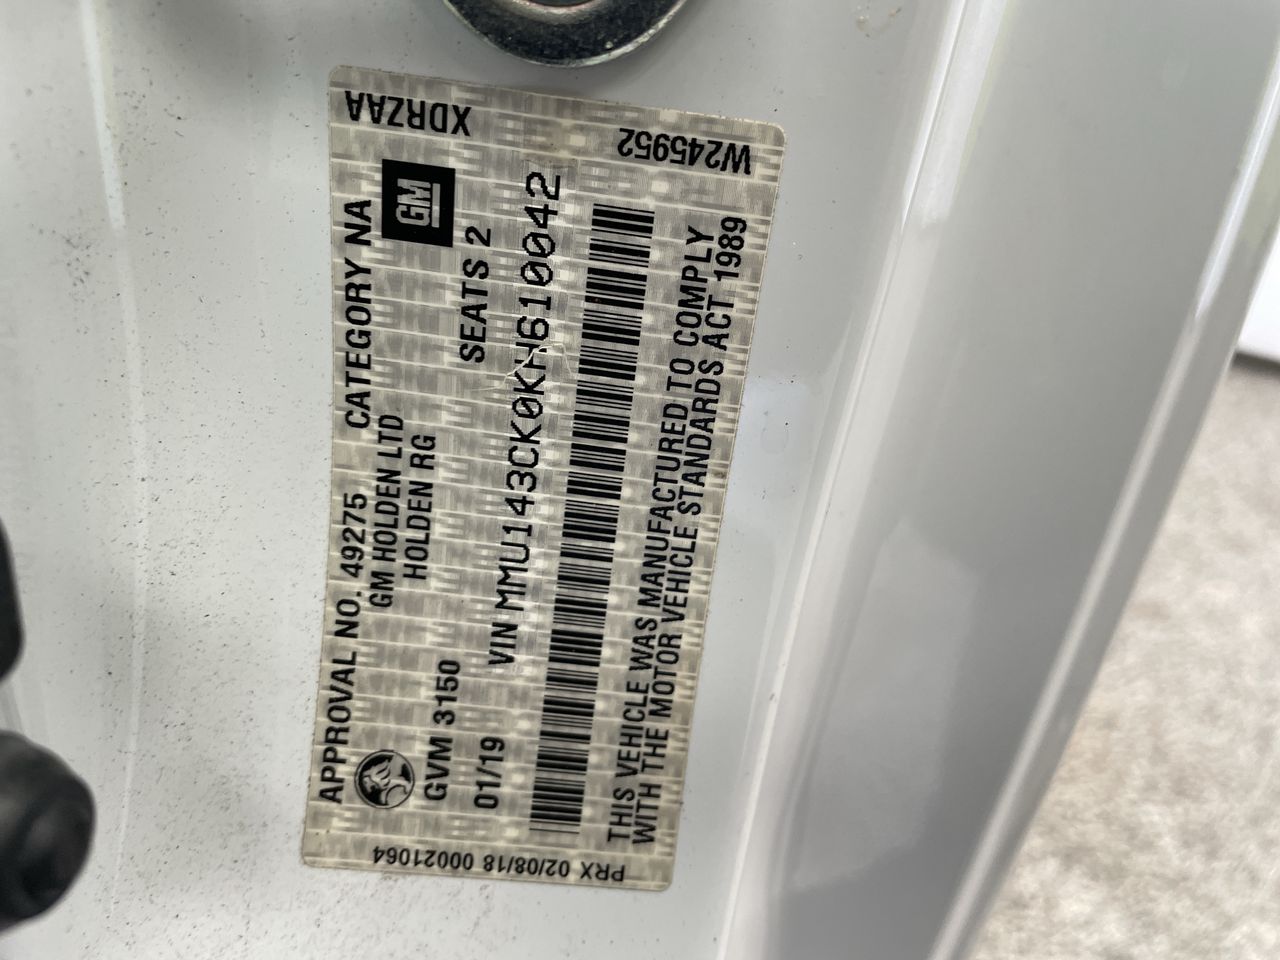 APPROVAL NO. 49275 CATEGORY NA
GM HOLDEN LTD
HOLDEN RG
GM
GVM 3150
SEATS 2
01/19
VIN MMU143CK0KH610042
THIS VEHICLE WAS MANUFACTURED TO COMPLY
WITH THE MOTOR VEHICLE STANDARDS ACT 1989
XDRZAA
W245952
PRX 02/08/18 00021064